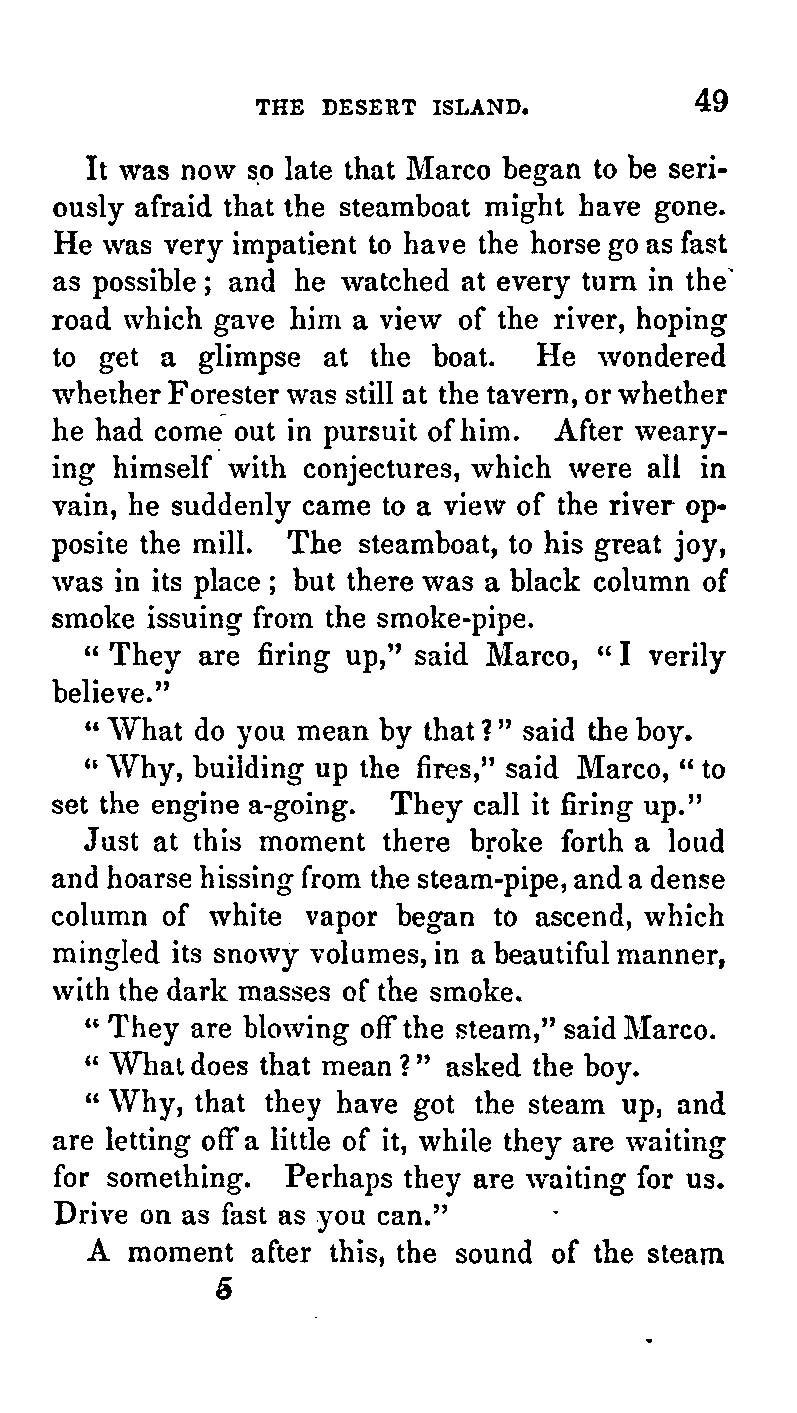 THE DESERT ISLAND. 49
It was now so late that Marco began to be seri-
ously afraid that the steamboat might have gone.
He was very impatient to have the horse go as fast
as possible; and he watched at every turn in the
road which gave him a view of the river, hoping
to get a glimpse at the boat. He wondered
whether Forester was still at the tavern, or whether
he had come out in pursuit of him. After weary-
ing himself with conjectures, which were all in
vain, he suddenly came to a view of the river op-
posite the mill. The steamboat, to his great joy,
was in its place; but there was a black column of
smoke issuing from the smoke-pipe.
"They are firing up," said Marco, "I verily
believe."
"What do you mean by that?" said the boy.
"Why, building up the fires," said Marco, "to
set the engine a-going. They call it firing up."
Just at this moment there broke forth a loud
and hoarse hissing from the steam-pipe, and a dense
column of white vapor began to ascend, which
mingled its snowy volumes, in a beautiful manner,
with the dark masses of the smoke.
"They are blowing off the steam," said Marco.
"What does that mean?" asked the boy.
"Why, that they have got the steam up, and
are letting off a little of it, while they are waiting
for something. Perhaps they are waiting for us.
Drive on as fast as you can."
A moment after this, the sound of the steam
5